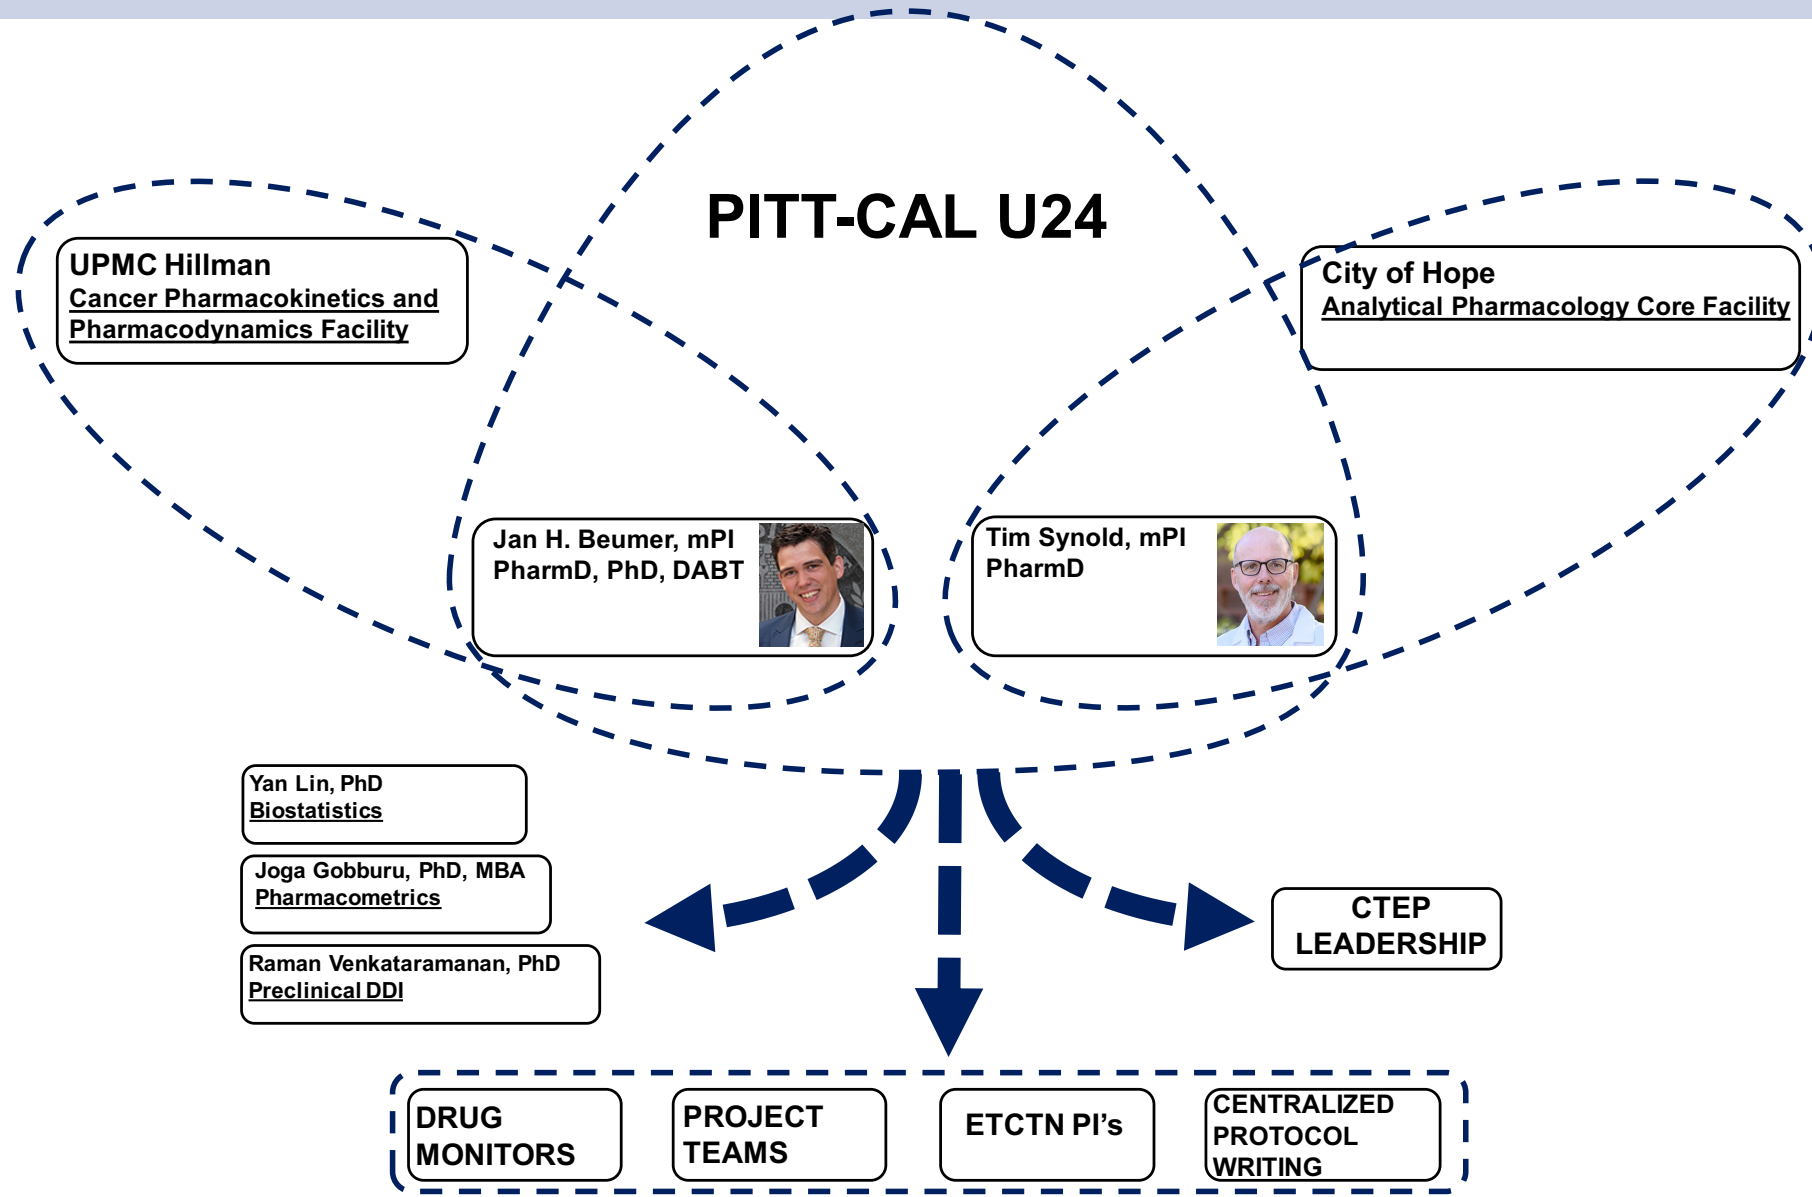 PITT-CAL U24
UPMC Hillman
Cancer Pharmacokinetics and
Pharmacodynamics Facility
City of Hope
Analytical Pharmacology Core Facility
Jan H. Beumer, mPI
PharmD, PhD, DABT
Tim Synold, mPI
PharmD
Yan Lin, PhD
Biostatistics
Joga Gobburu, PhD, MBA
Pharmacometrics
Raman Venkataramanan, PhD
Preclinical DDI
CTEP
LEADERSHIP
DRUG
MONITORS
PROJECT
TEAMS
ETCTN PI’s
CENTRALIZED
PROTOCOL
WRITING